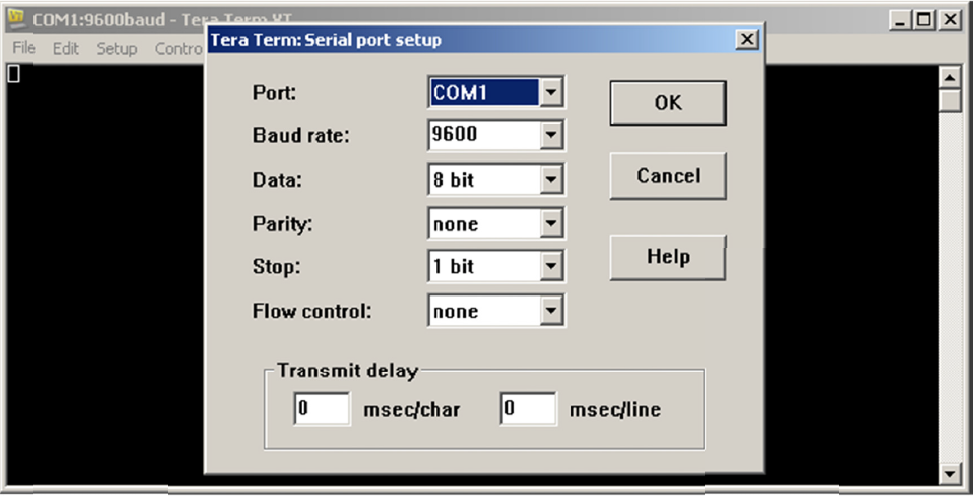 COM1:9600baud - Tera Term VT
File Edit Setup Contro
Tera Term: Serial port setup
Port: COM1
OK
Baud rate: 9600
Data: 8 bit
Cancel
Parity: none
Stop: 1 bit
Help
Flow control: none
Transmit delay
0 msec/char 0 msec/line